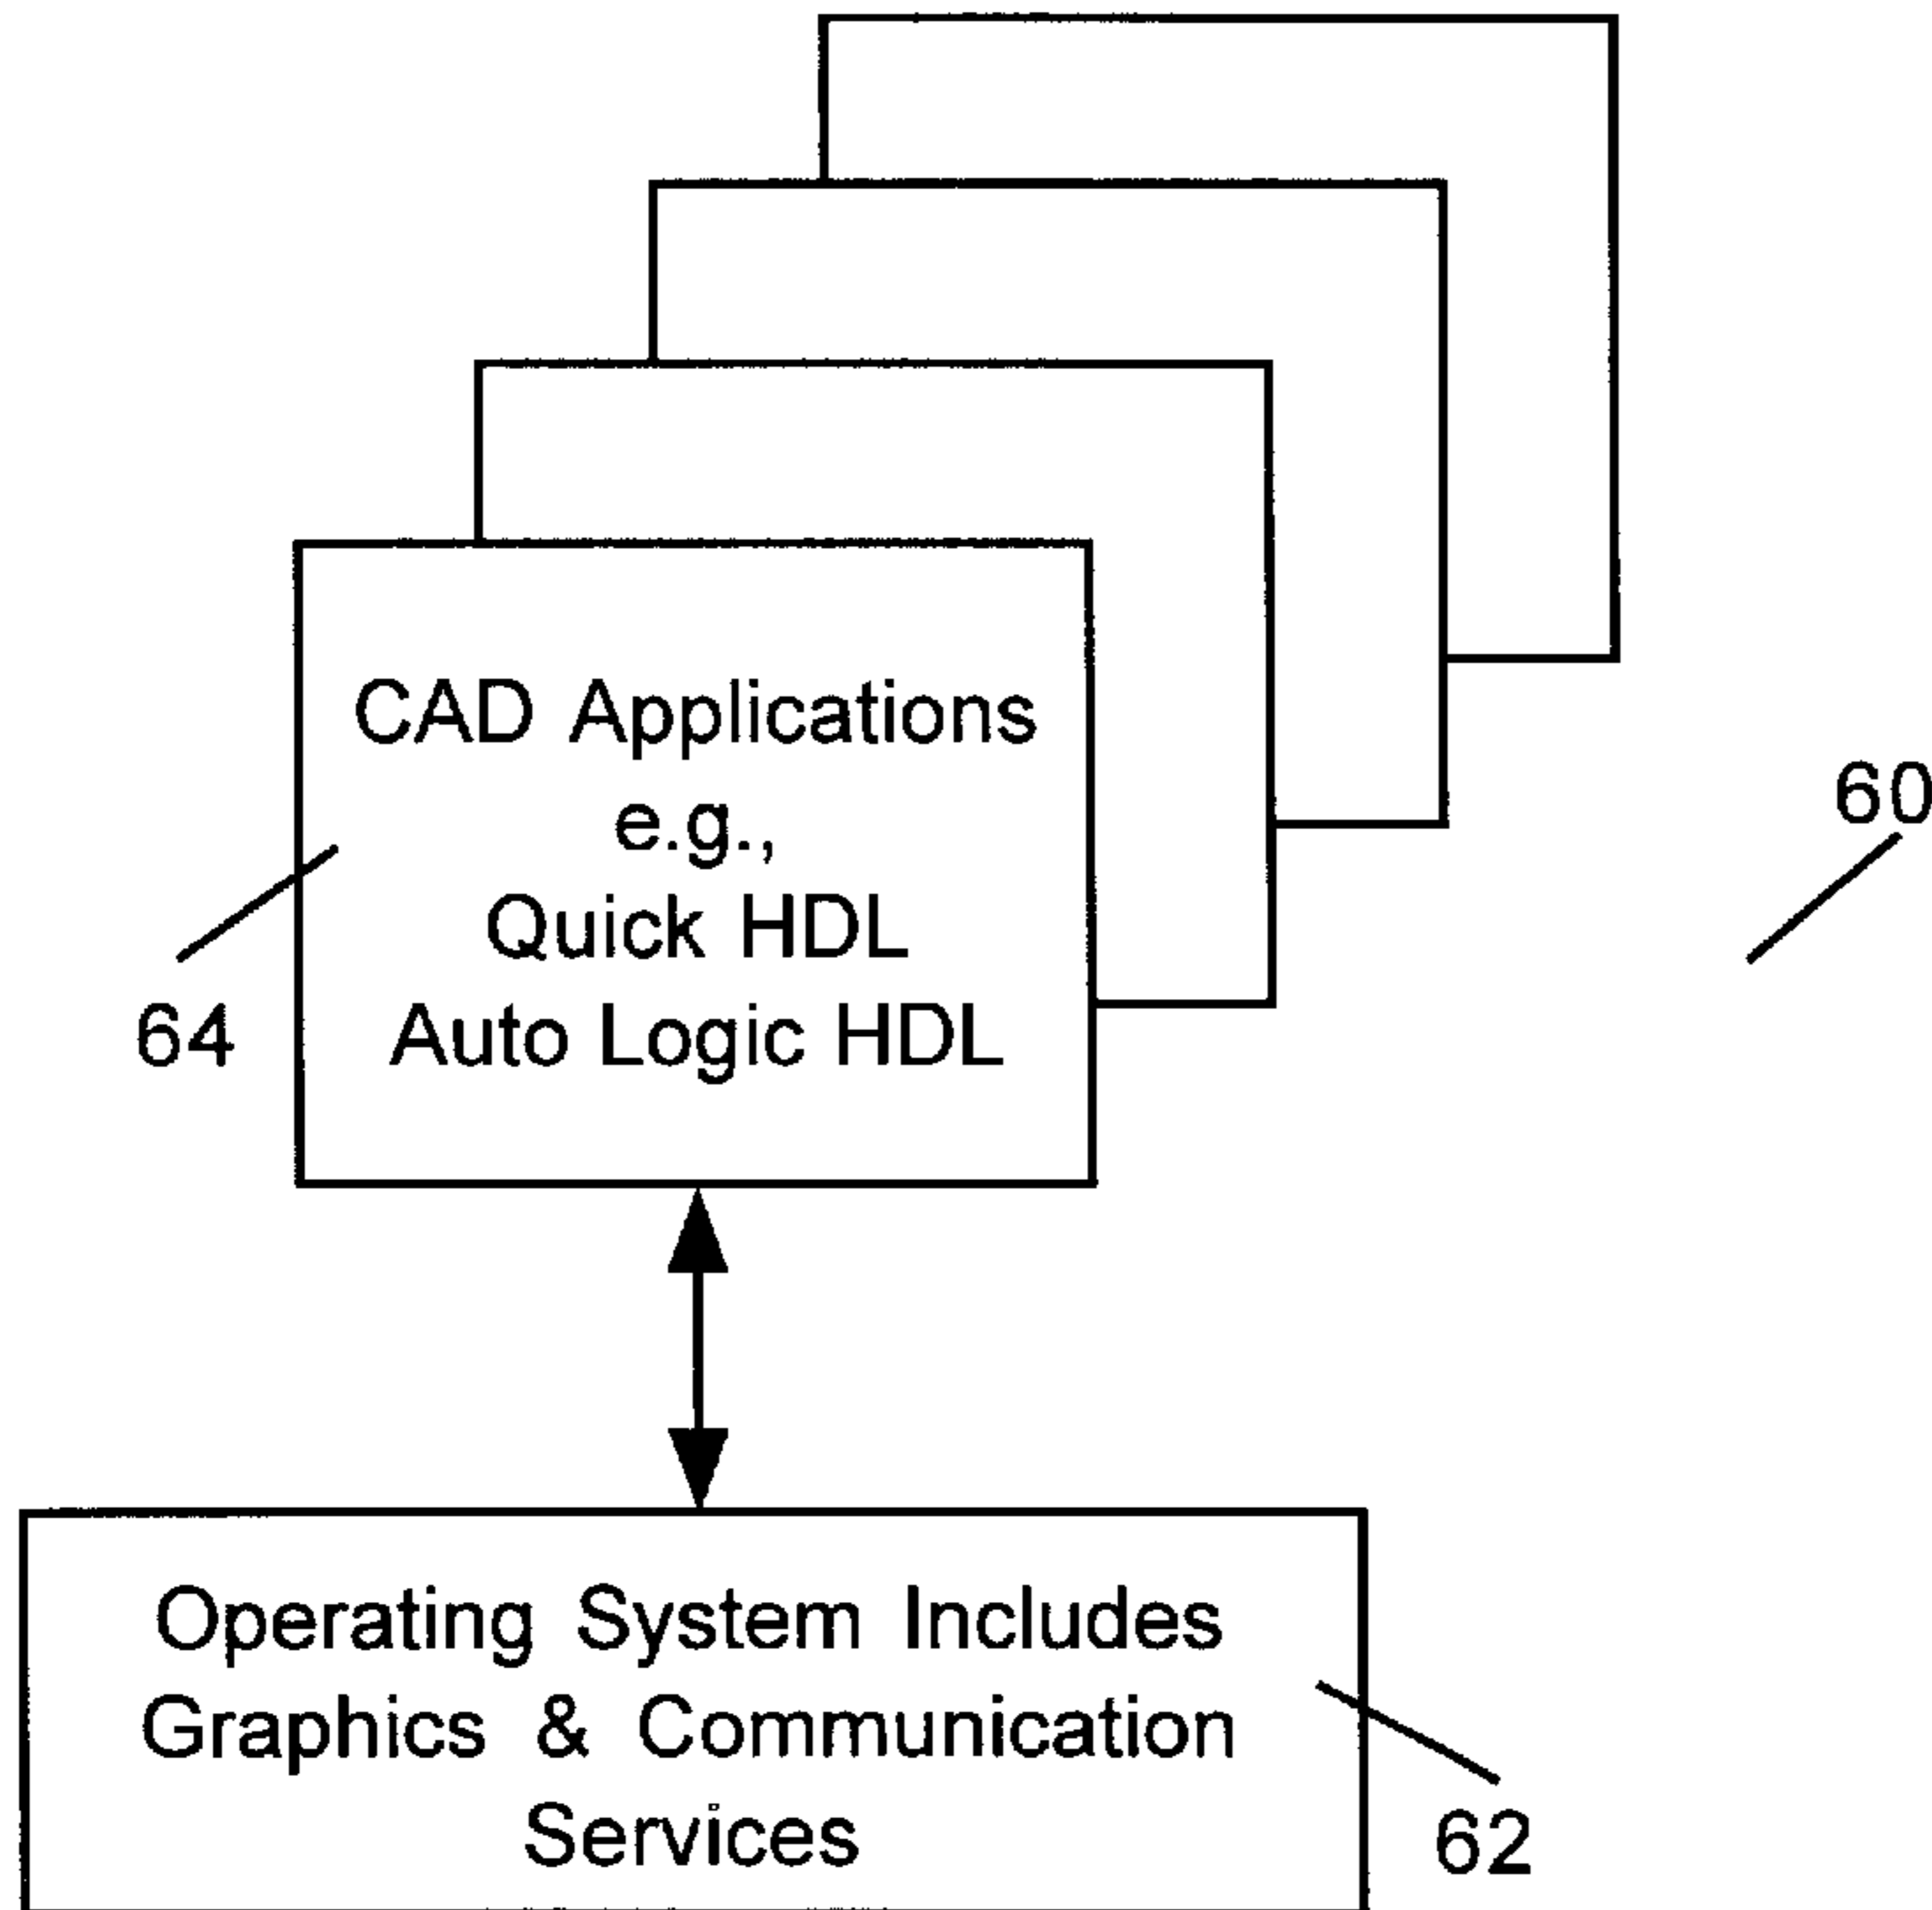 CAD Applications
e.g.,
Quick HDL
Auto Logic HDL
60
64
Operating System Includes
Graphics & Communication
Services
62